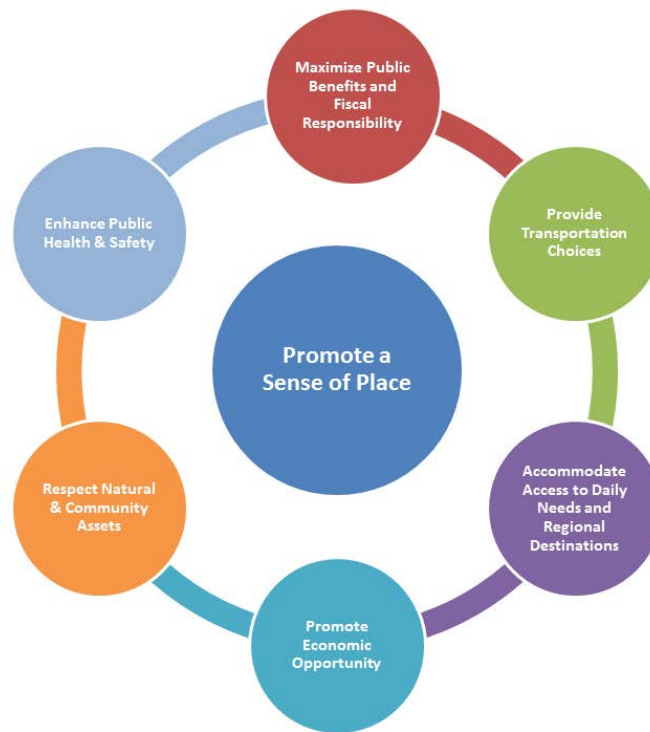 Maximize Public
Benefits and
Fiscal
Responsibility
Provide
Transportation
Choices
Accommodate
Access to Daily
Needs and
Regional
Destinations
Promote
Economic
Opportunity
Respect Natural
& Community
Assets
Enhance Public
Health & Safety
Promote a
Sense of Place